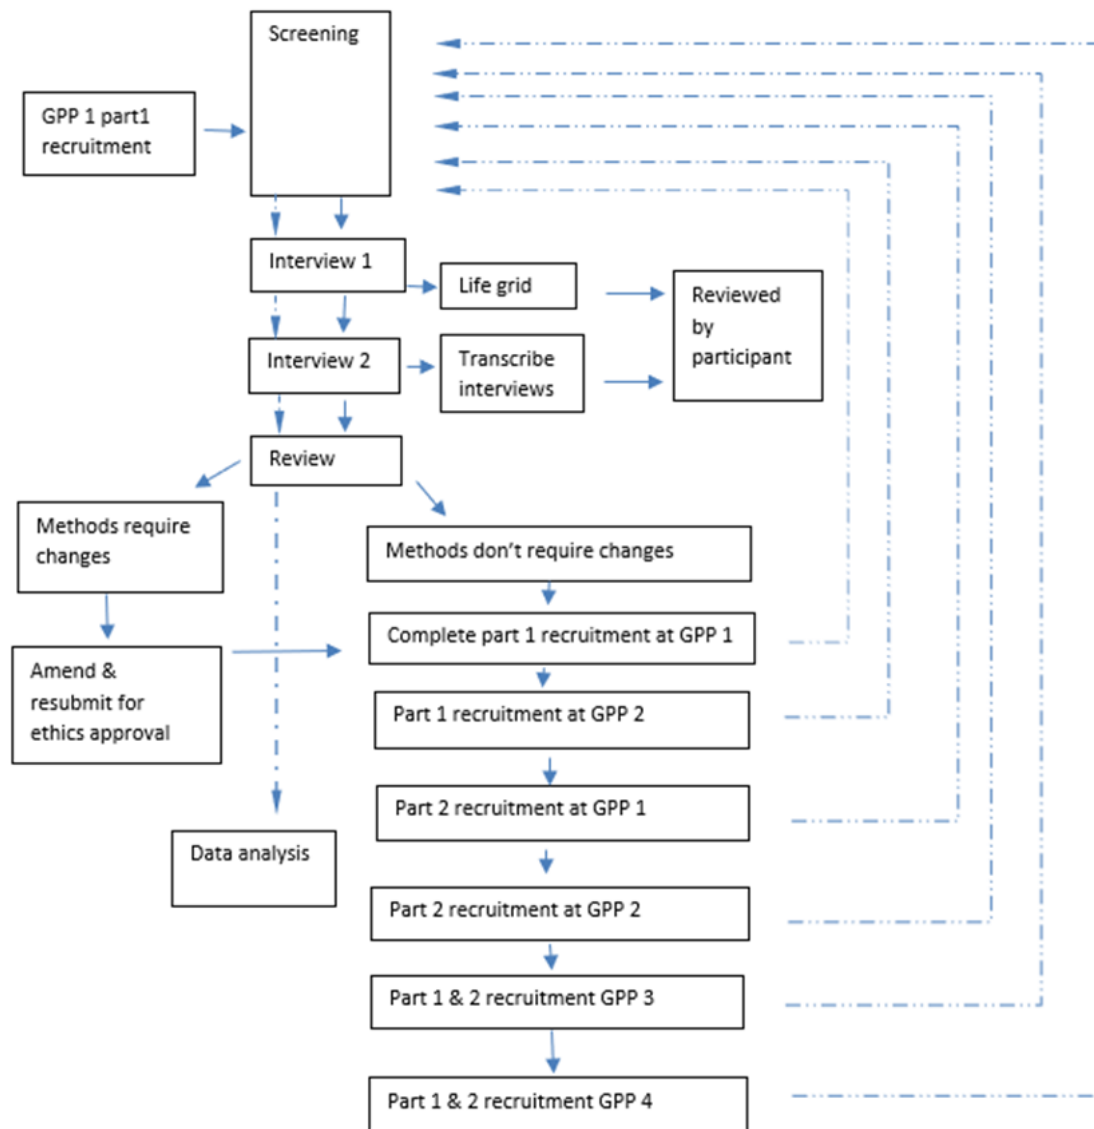 Screening
GPP 1 part1
recruitment
Interview 1
Life grid
Reviewed
by
participant
Interview 2
Transcribe
interviews
Review
Methods require
changes
Methods don’t require changes
Complete part 1 recruitment at GPP 1
Amend &
resubmit for
ethics approval
Part 1 recruitment at GPP 2
Part 2 recruitment at GPP 1
Data analysis
Part 2 recruitment at GPP 2
Part 1 & 2 recruitment GPP 3
Part 1 & 2 recruitment GPP 4